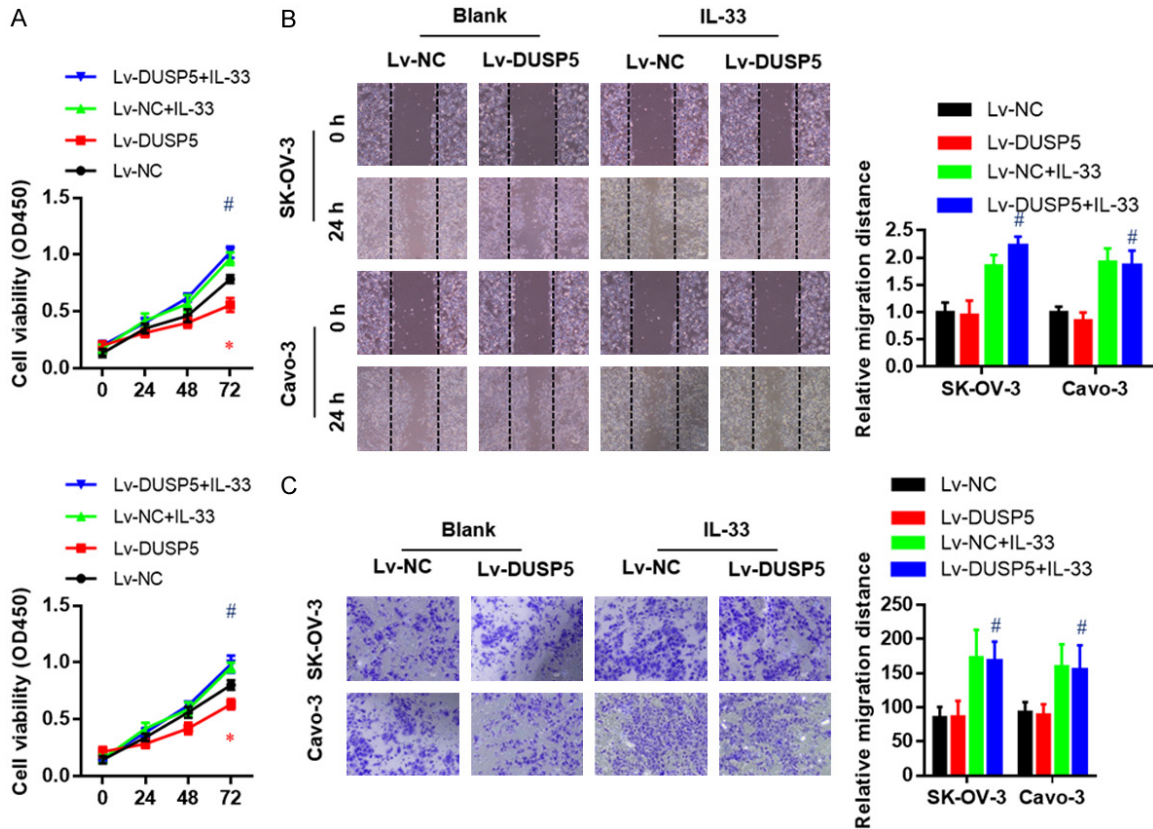 A
Lv-DUSP5+IL-33
Lv-NC+IL-33
Lv-DUSP5
Lv-NC
Cell viability (OD450)
1.5
1.0
0.5
0.0
#
*
0 24 48 72
Lv-DUSP5+IL-33
Lv-NC+IL-33
Lv-DUSP5
Lv-NC
Cell viability (OD450)
1.5
1.0
0.5
0.0
#
*
0 24 48 72
B
Blank IL-33
Lv-NC Lv-DUSP5 Lv-NC Lv-DUSP5
SK-OV-3
0 h
24 h
Cavo-3
0 h
24 h
Lv-NC
Lv-DUSP5
Lv-NC+IL-33
Lv-DUSP5+IL-33
Relative migration distance
2.5
2.0
1.5
1.0
0.5
0.0
# #
SK-OV-3 Cavo-3
C
Blank IL-33
Lv-NC Lv-DUSP5 Lv-NC Lv-DUSP5
SK-OV-3
Cavo-3
Lv-NC
Lv-DUSP5
Lv-NC+IL-33
Lv-DUSP5+IL-33
Relative migration distance
250
200
150
100
50
0
# #
SK-OV-3 Cavo-3